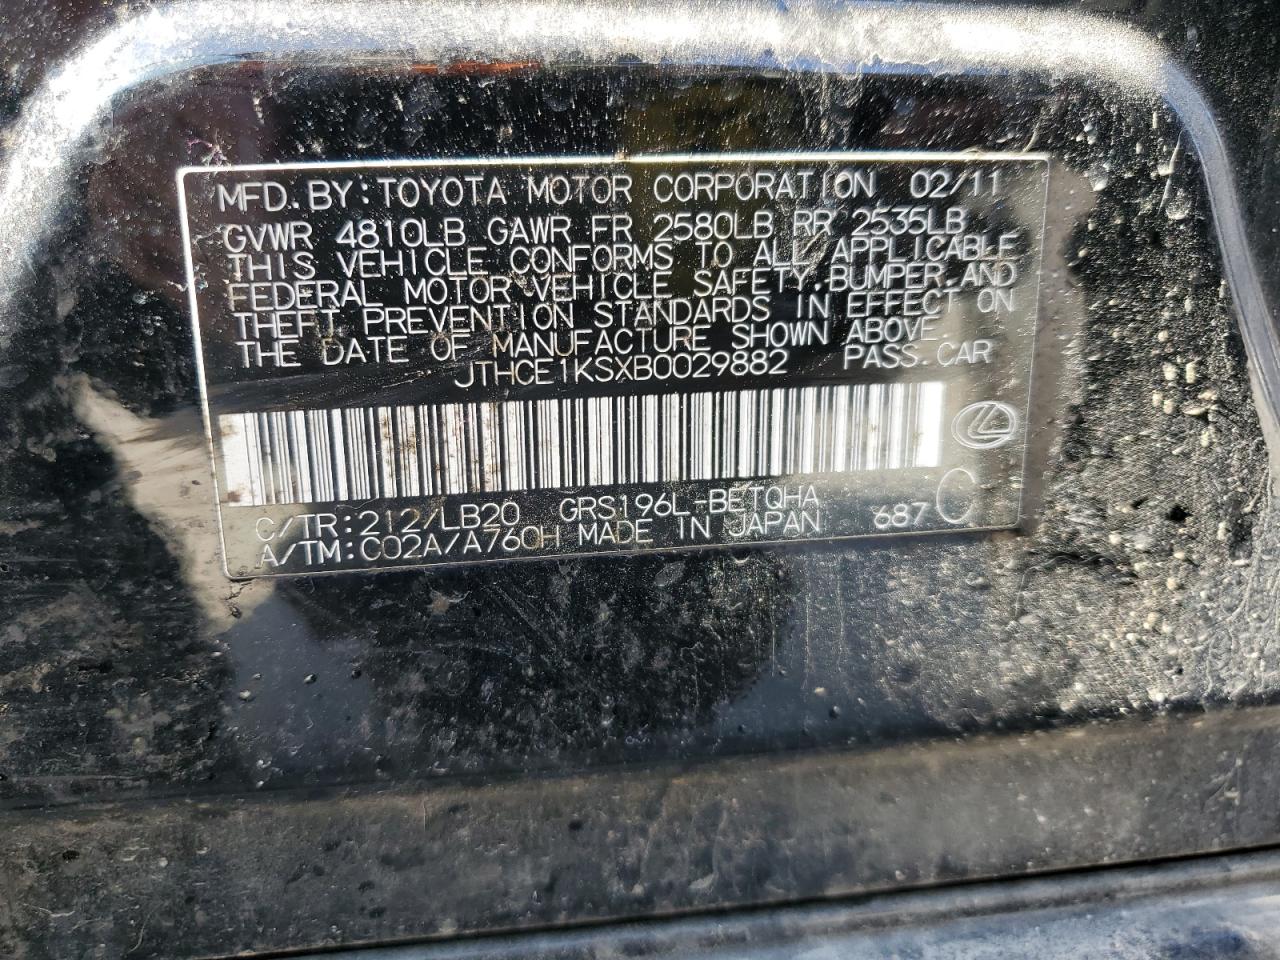 MFD.BY:TOYOTA MOTOR CORPORATION 02/11
GVWR 4810LB GAWR FR 2580LB RR 2535LB
THIS VEHICLE CONFORMS TO ALL APPLICABLE
FEDERAL MOTOR VEHICLE SAFETY,BUMPER,AND
THEFT PREVENTION STANDARDS IN EFFECT ON
THE DATE OF MANUFACTURE SHOWN ABOVE.
JTHCE1KSXB0029882 PASS.CAR
C/TR:212/LB20 GRS196L-BETQHA
A/TM:C02A/A760H MADE IN JAPAN 687 C